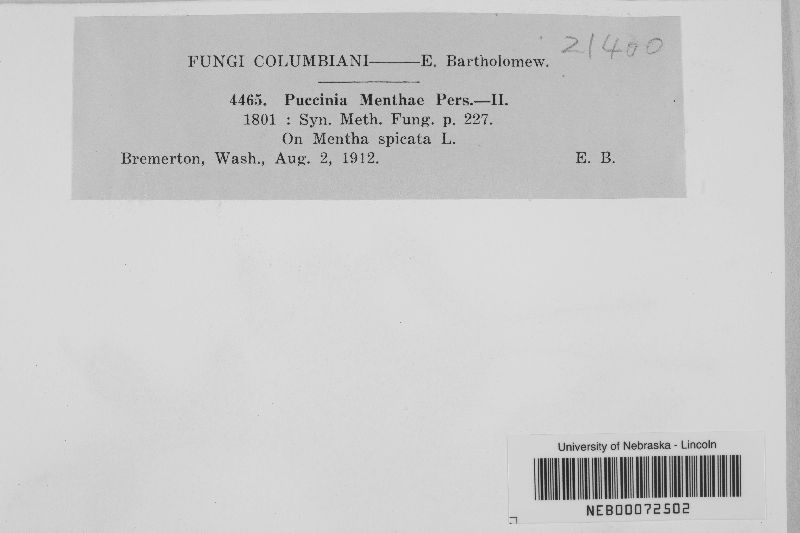 21400
FUNGI COLUMBIANI———E. Bartholomew.
4465. Puccinia Menthae Pers.—II.
1801 : Syn. Meth. Fung. p. 227.
On Mentha spicata L.
Bremerton, Wash., Aug. 2, 1912. E. B.
University of Nebraska - Lincoln
NEB00072502